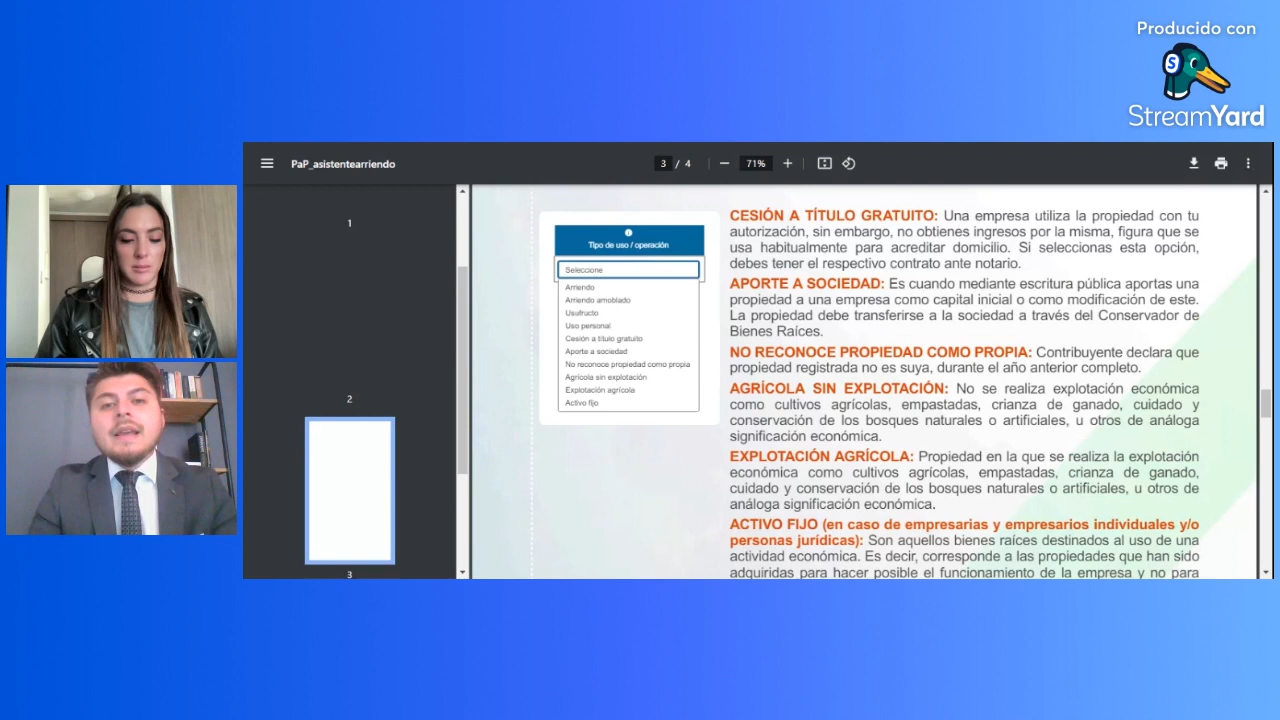 Producido con
S
StreamYard
PaP_asistentearriendo
3 / 4
71%
1
2
3
Tipo de uso / operación
Seleccione
Arriendo
Arriendo amoblado
Usufructo
Uso personal
Cesión a título gratuito
Aporte a sociedad
No reconoce propiedad como propia
Agrícola sin explotación
Explotación agrícola
Activo fijo
CESIÓN A TÍTULO GRATUITO: Una empresa utiliza la propiedad con tu
autorización, sin embargo, no obtienes ingresos por la misma, figura que se
usa habitualmente para acreditar domicilio. Si seleccionas esta opción,
debes tener el respectivo contrato ante notario.
APORTE A SOCIEDAD: Es cuando mediante escritura pública aportas una
propiedad a una empresa como capital inicial o como modificación de este.
La propiedad debe transferirse a la sociedad a través del Conservador de
Bienes Raíces.
NO RECONOCE PROPIEDAD COMO PROPIA: Contribuyente declara que
propiedad registrada no es suya, durante el año anterior completo.
AGRÍCOLA SIN EXPLOTACIÓN: No se realiza explotación económica
como cultivos agrícolas, empastadas, crianza de ganado, cuidado y
conservación de los bosques naturales o artificiales, u otros de análoga
significación económica.
EXPLOTACIÓN AGRÍCOLA: Propiedad en la que se realiza la explotación
económica como cultivos agrícolas, empastadas, crianza de ganado,
cuidado y conservación de los bosques naturales o artificiales, u otros de
análoga significación económica.
ACTIVO FIJO (en caso de empresarias y empresarios individuales y/o
personas jurídicas): Son aquellos bienes raíces destinados al uso de una
actividad económica. Es decir, corresponde a las propiedades que han sido
adquiridas para hacer posible el funcionamiento de la empresa y no para